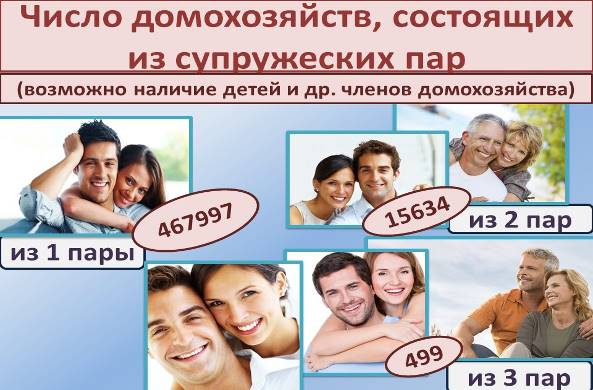 Число домохозяйств, состоящих
из супружеских пар
(возможно наличие детей и др. членов домохозяйства)
467997
из 1 пары
15634
из 2 пар
499
из 3 пар